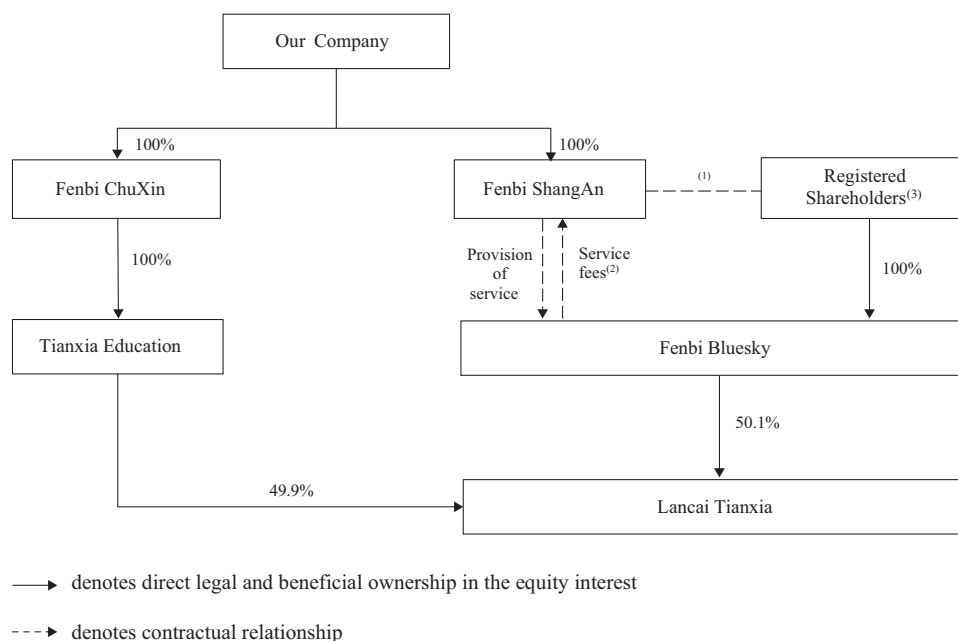 Our Company
100%
100%
Fenbi ChuXin
Fenbi ShangAn
(1)
Registered
Shareholders(3)
100%
Provision
of
service
Service
fees(2)
100%
Tianxia Education
Fenbi Bluesky
50.1%
49.9%
Lancai Tianxia
denotes direct legal and beneficial ownership in the equity interest
denotes contractual relationship